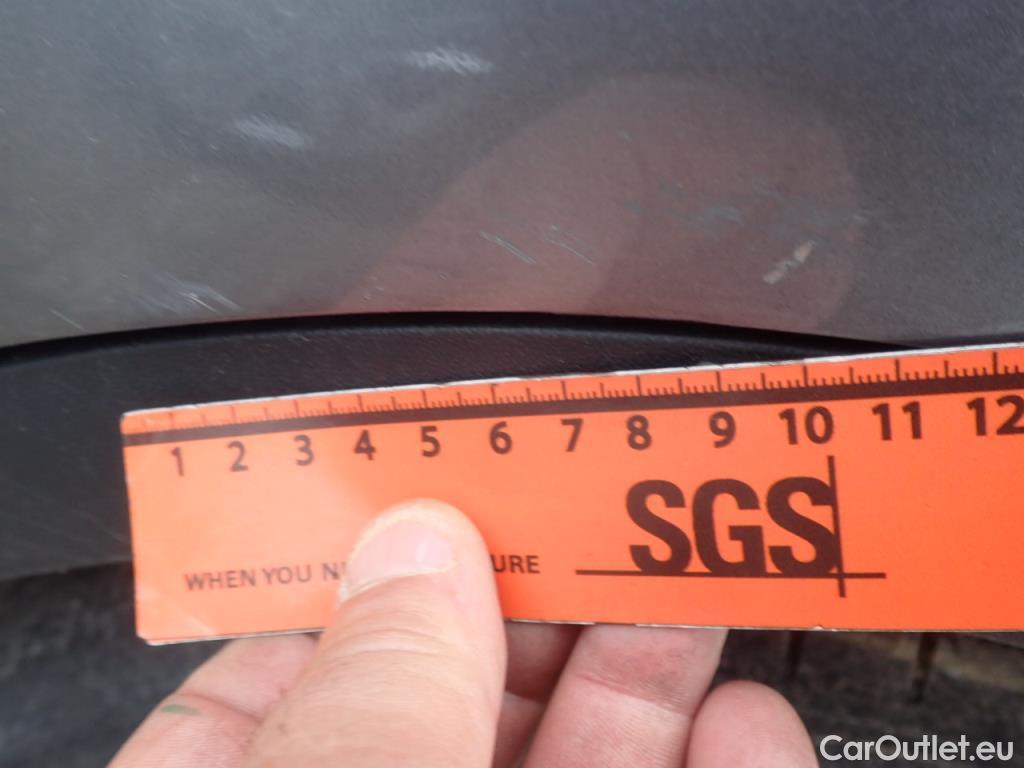 1 2 3 4 5 6 7 8 9 10 11 12
SGS
WHEN YOU URE
CarOutlet.eu